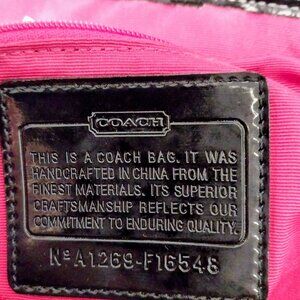 COACH
THIS IS A COACH BAG. IT WAS
HANDCRAFTED IN CHINA FROM THE
FINEST MATERIALS. ITS SUPERIOR
CRAFTSMANSHIP REFLECTS OUR
COMMITMENT TO ENDURING QUALITY.
Nº A1269-F16548